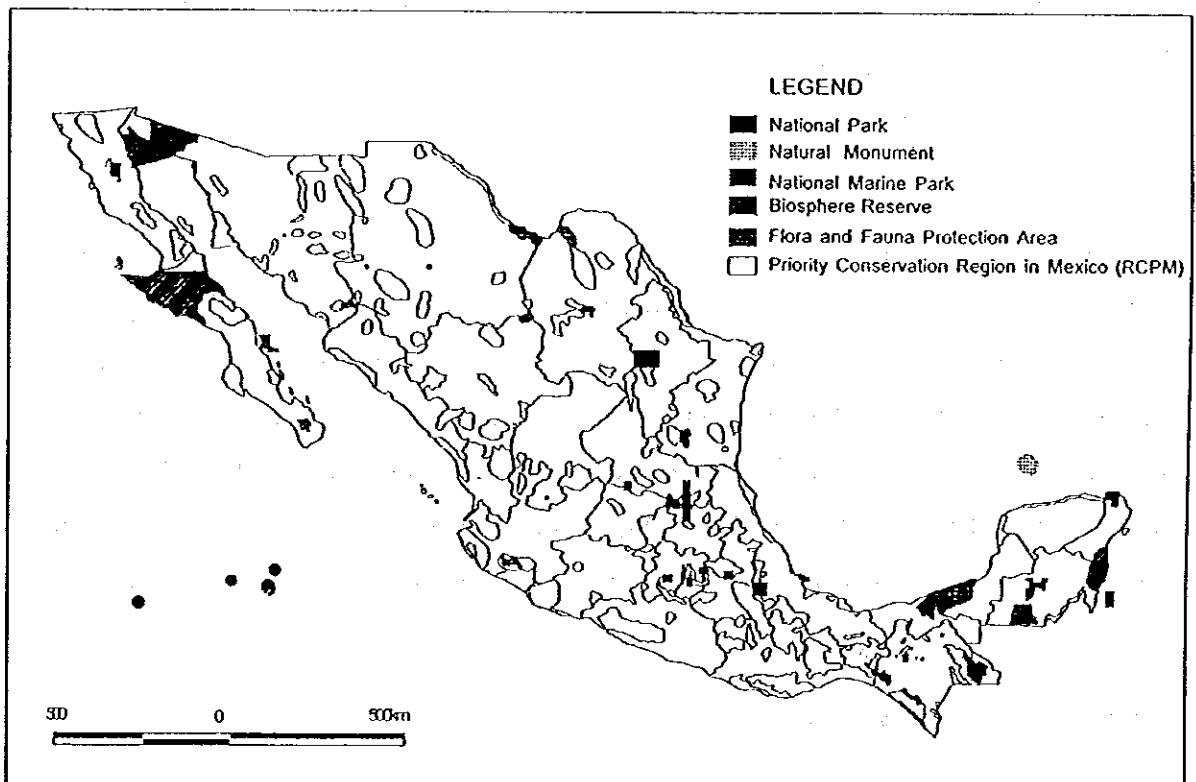 LEGEND
National Park
Natural Monument
National Marine Park
Biosphere Reserve
Flora and Fauna Protection Area
Priority Conservation Region in Mexico (RCPM)
500 0 500km